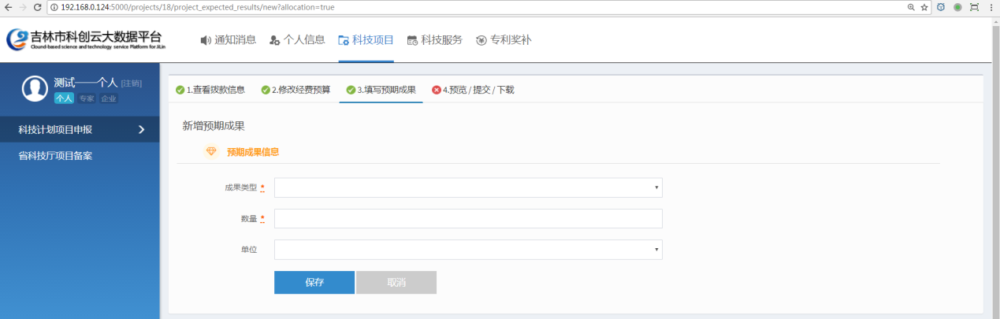 192.168.0.124:5000/projects/18/project_expected_results/new?allocation=true
吉林市科创云大数据平台
Clound-based science and technology service Platform for JiLin
通知消息 个人信息 科技项目 科技服务 专利奖补
测试——个人 [注销]
个人 专家 企业
科技计划项目申报
省科技厅项目备案
1.查看拨款信息 2.修改经费预算 3.填写预期成果 4.预览 / 提交 / 下载
新增预期成果
预期成果信息
成果类型 *
数量 *
单位
保存 取消